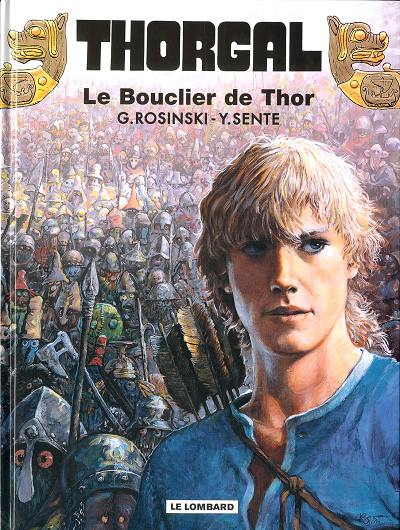 THORGAL
Le Bouclier de Thor
G. ROSINSKI - Y. SENTE
LE LOMBARD